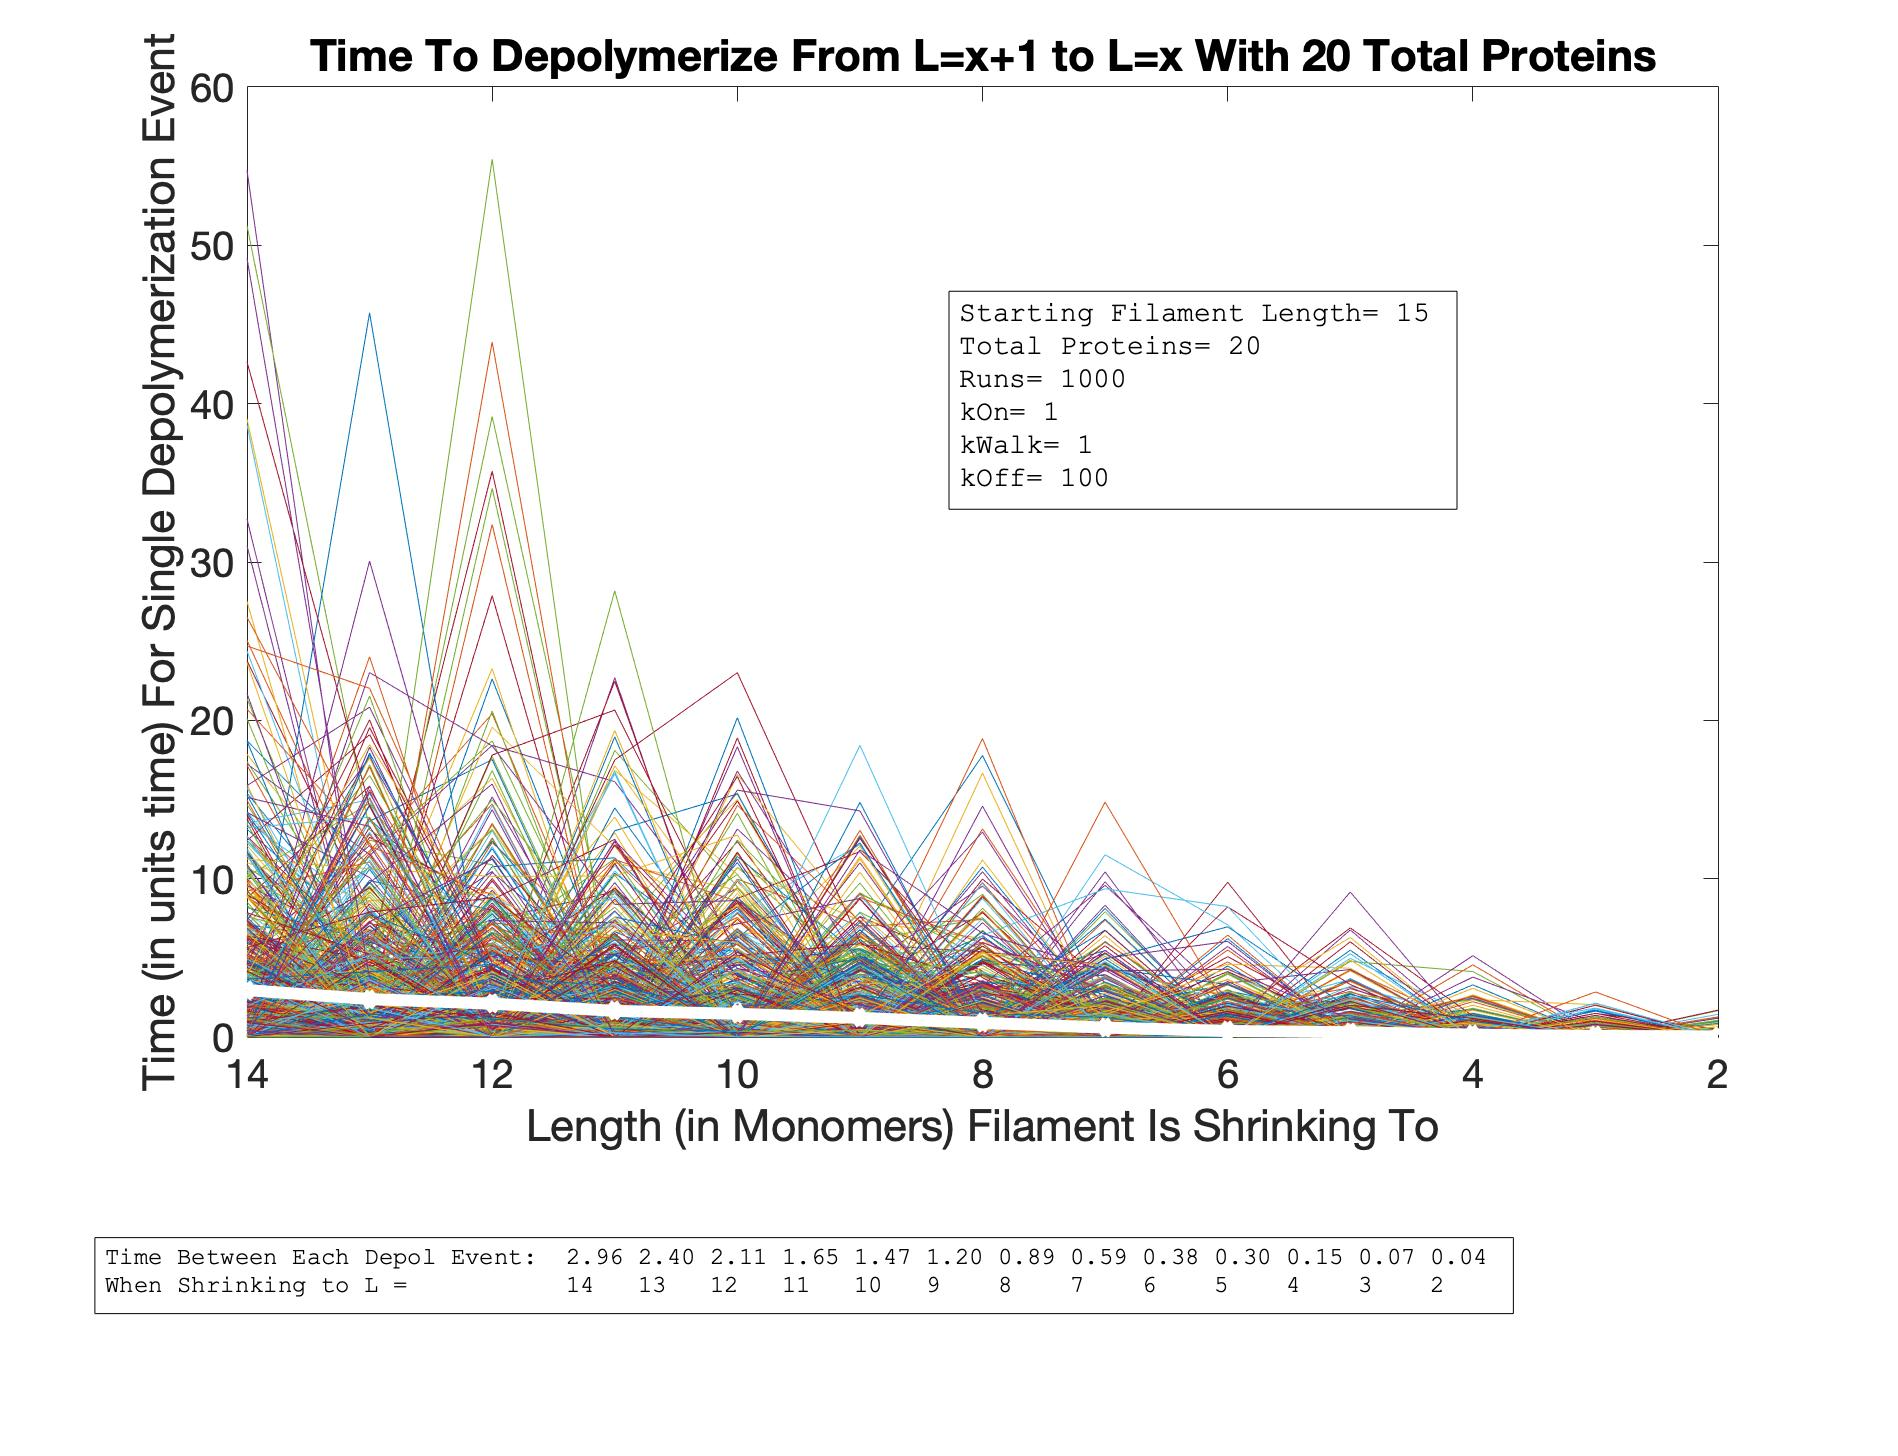 Time To Depolymerize From L=x+1 to L=x With 20 Total Proteins
Time (in units time) For Single Depolymerization Event
60
50
40
30
20
10
0
Starting Filament Length= 15
Total Proteins= 20
Runs= 1000
kOn= 1
kWalk= 1
kOff= 100
14 12 10 8 6 4 2
Length (in Monomers) Filament Is Shrinking To
Time Between Each Depol Event: 2.96 2.40 2.11 1.65 1.47 1.20 0.89 0.59 0.38 0.30 0.15 0.07 0.04
When Shrinking to L = 14 13 12 11 10 9 8 7 6 5 4 3 2